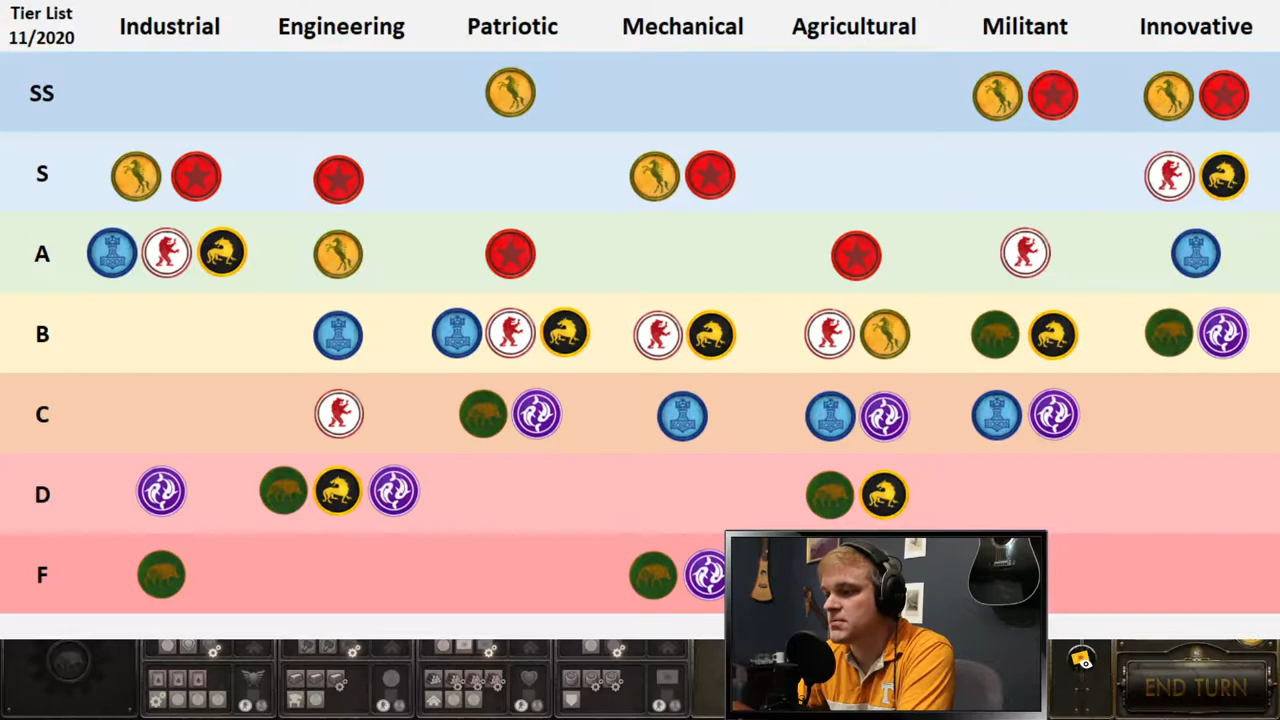 Tier List
11/2020
Industrial
Engineering
Patriotic
Mechanical
Agricultural
Militant
Innovative
SS
S
A
B
C
D
F
T
END TURN